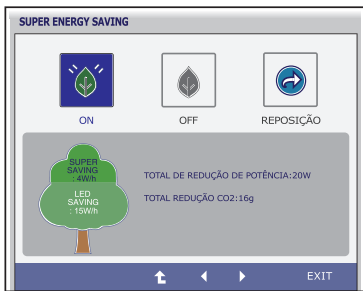 SUPER ENERGY SAVING
ON OFF REPOSIÇÃO
SUPER
SAVING
: 4W/h
LED
SAVING
: 15W/h
TOTAL DE REDUÇÃO DE POTÊNCIA:20W
TOTAL REDUÇÃO CO2:16g
EXIT